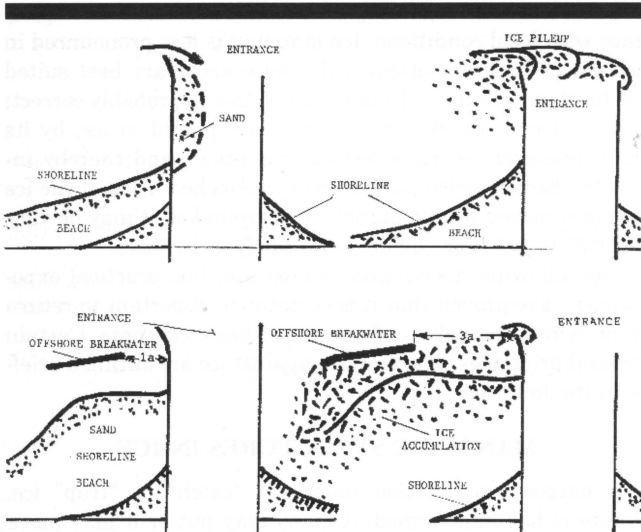 ICE PILEUP
ENTRANCE
ENTRANCE
SAND
SHORELINE
SHORELINE
BEACH
BEACH
ENTRANCE
ENTRANCE
OFFSHORE BREAKWATER
OFFSHORE BREAKWATER
3a
1a
SAND
ICE
ACCUMPLATION
SHORELINE
SHORELINE
BEACH